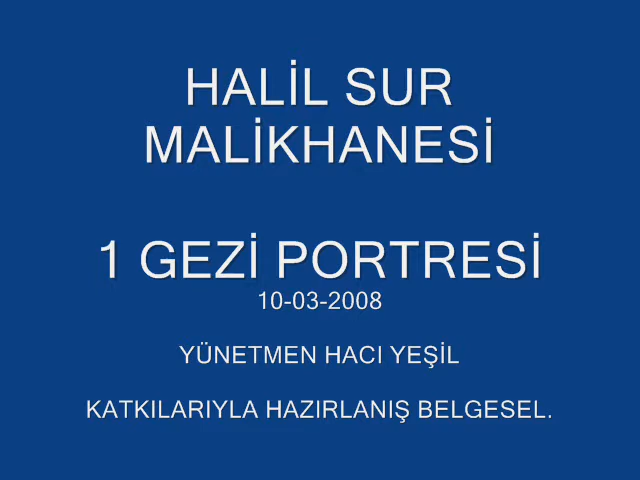 HALİL SUR
MALİKHANESİ
1 GEZİ PORTRESİ
10-03-2008
YÜNETMEN HACI YEŞİL
KATKILARIYLA HAZIRLANIŞ BELGESEL.